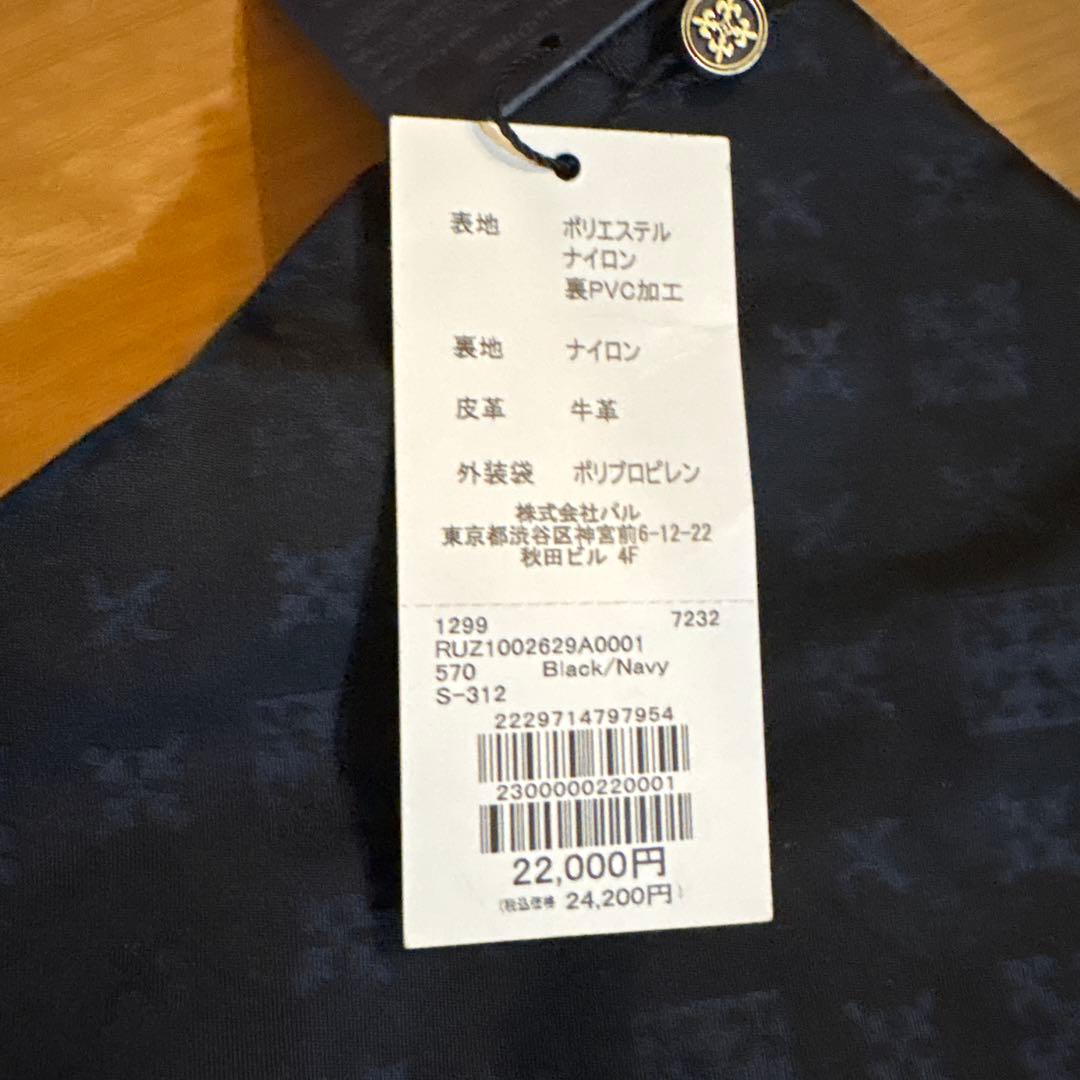 表地 ポリエステル
ナイロン
裏PVC加工
裏地 ナイロン
皮革 牛革
外装袋 ポリプロピレン
株式会社パル
東京都渋谷区神宮前6-12-22
秋田ビル 4F
1299 7232
RUZ1002629A0001
570 Black/Navy
S-312
2229714797954
2300000220001
22,000円
(税込価格 24,200円)